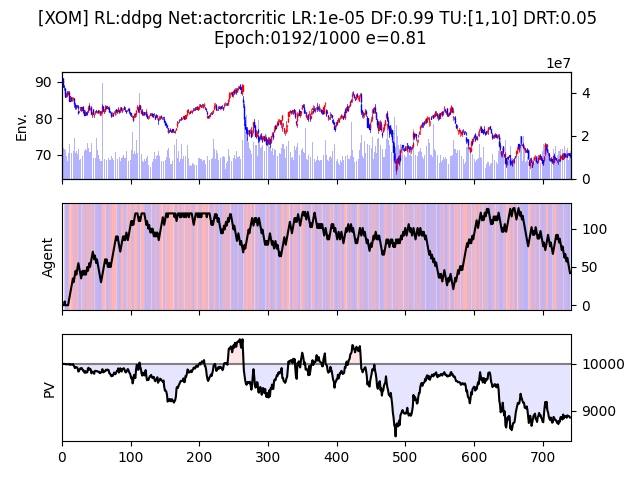 [XOM] RL:ddpg Net:actorcritic LR:1e-05 DF:0.99 TU:[1,10] DRT:0.05
Epoch:0192/1000 e=0.81
1e7
Env.
90
80
70
4
2
0
Agent
100
50
0
PV
10000
9000
0 100 200 300 400 500 600 700